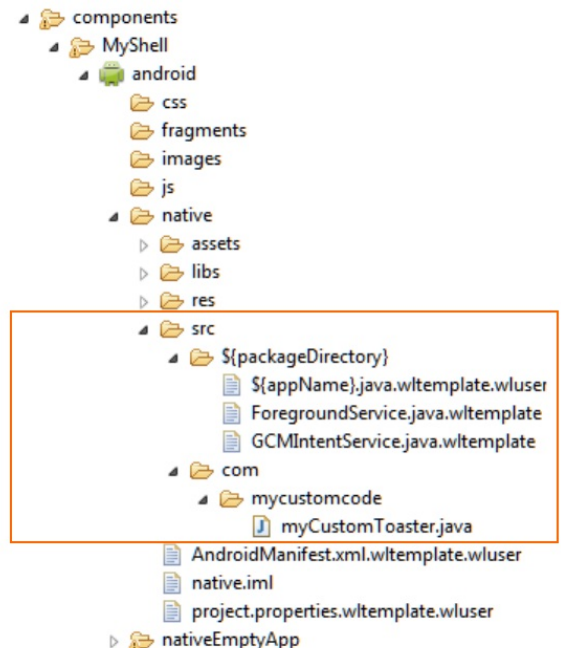 components
MyShell
android
css
fragments
images
js
native
assets
libs
res
src
${packageDirectory}
${appName}.java.wltemplate.wluser
ForegroundService.java.wltemplate
GCMIntentService.java.wltemplate
com
mycustomcode
myCustomToaster.java
AndroidManifest.xml.wltemplate.wluser
native.iml
project.properties.wltemplate.wluser
nativeEmptyApp